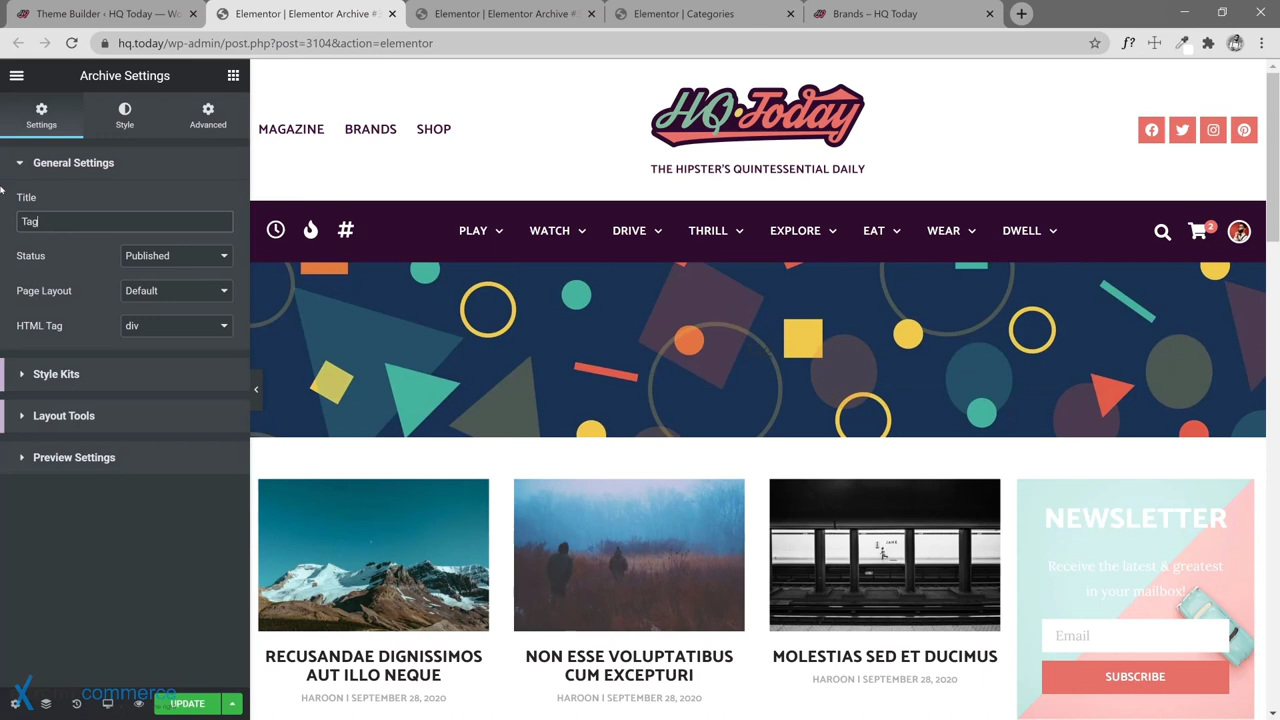 Theme Builder ‹ HQ Today — Wo
Elementor | Elementor Archive #
Elementor | Elementor Archive #
Elementor | Categories
Brands – HQ Today
hq.today/wp-admin/post.php?post=3104&action=elementor
Archive Settings
Settings
Style
Advanced
General Settings
Title
Tag
Status
Published
Page Layout
Default
HTML Tag
div
Style Kits
Layout Tools
Preview Settings
commerce
UPDATE
MAGAZINE
BRANDS
SHOP
HQ Today
THE HIPSTER'S QUINTESSENTIAL DAILY
PLAY
WATCH
DRIVE
THRILL
EXPLORE
EAT
WEAR
DWELL
2
RECUSANDAE DIGNISSIMOS
AUT ILLO NEQUE
HAROON | SEPTEMBER 28, 2020
NON ESSE VOLUPTATIBUS
CUM EXCEPTURI
HAROON | SEPTEMBER 28, 2020
MOLESTIAS SED ET DUCIMUS
HAROON | SEPTEMBER 28, 2020
NEWSLETTER
Receive the latest & greatest
in your mailbox!
Email
SUBSCRIBE